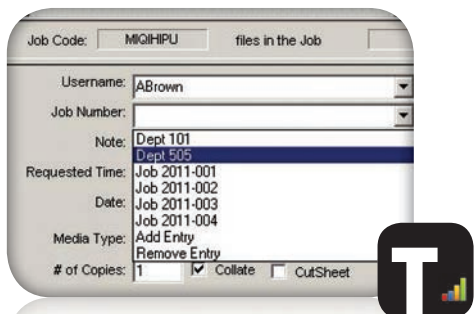 Job Code: MIQIHIPU files in the Job
Username: ABrown
Job Number:
Note: Dept 101
Dept 505
Requested Time: Job 2011-001
Job 2011-002
Date: Job 2011-003
Job 2011-004
Media Type: Add Entry
Remove Entry
# of Copies: 1 Collate CutSheet
T